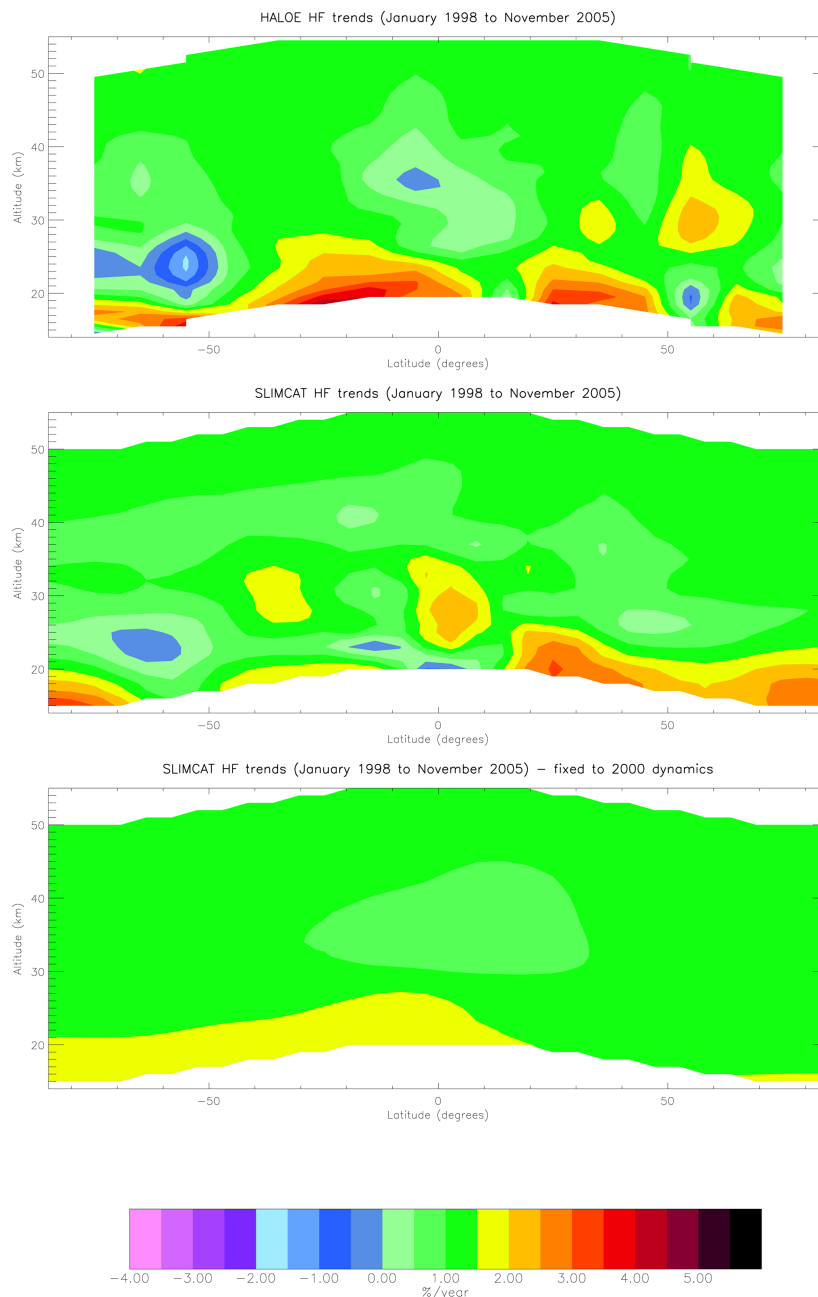 HALOE HF trends (January 1998 to November 2005)
50
40
30
20
Altitude (km)
−50 0 50
Latitude (degrees)
SLIMCAT HF trends (January 1998 to November 2005)
50
40
30
20
Altitude (km)
−50 0 50
Latitude (degrees)
SLIMCAT HF trends (January 1998 to November 2005) − fixed to 2000 dynamics
50
40
30
20
Altitude (km)
−50 0 50
Latitude (degrees)
−4.00 −3.00 −2.00 −1.00 0.00 1.00 2.00 3.00 4.00 5.00
%/year